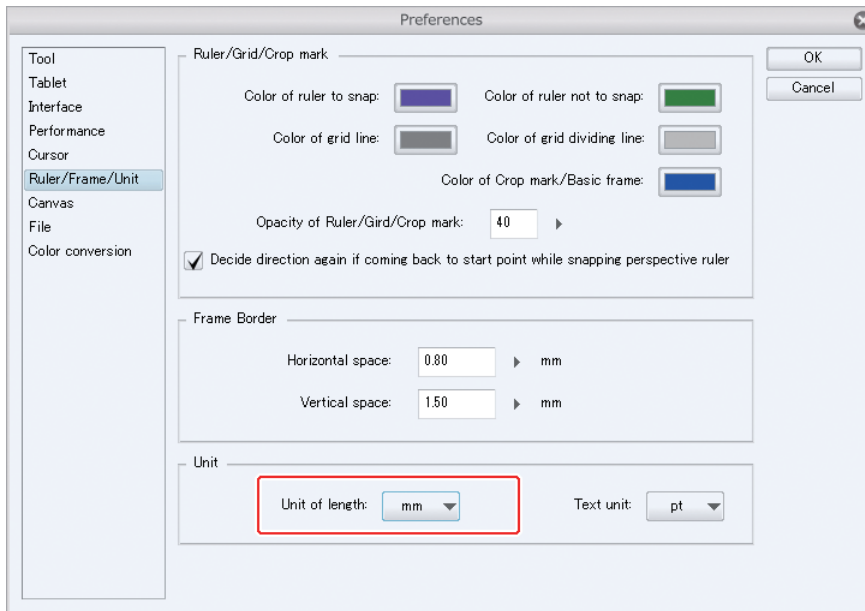 Preferences
Tool
Tablet
Interface
Performance
Cursor
Ruler/Frame/Unit
Canvas
File
Color conversion
Ruler/Grid/Crop mark
Color of ruler to snap:
Color of ruler not to snap:
Color of grid line:
Color of grid dividing line:
Color of Crop mark/Basic frame:
Opacity of Ruler/Gird/Crop mark: 40
Decide direction again if coming back to start point while snapping perspective ruler
Frame Border
Horizontal space: 0.80 mm
Vertical space: 1.50 mm
Unit
Unit of length: mm
Text unit: pt
OK
Cancel